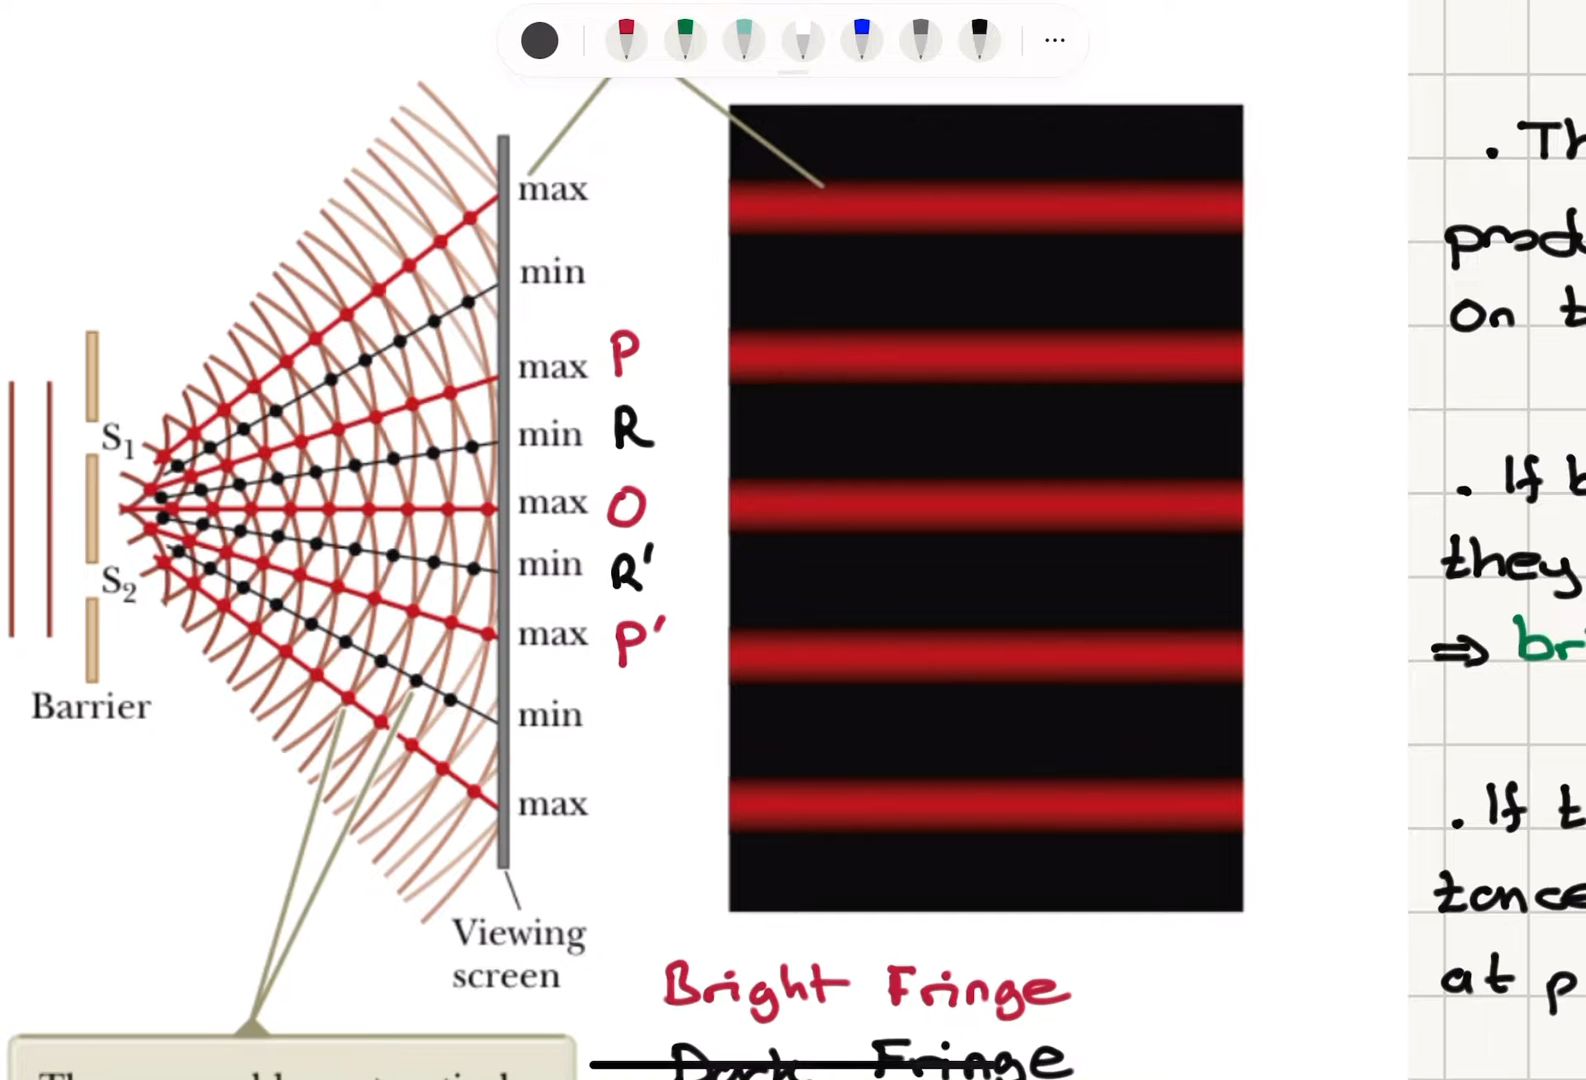 max
min
max P
S1
min R
max O
min R'
S2
max P'
Barrier
min
max
Viewing
screen
Bright Fringe
Dark Fringe
. Th
prod
On t
. If b
they
⇒ br
. If t
tance
at p